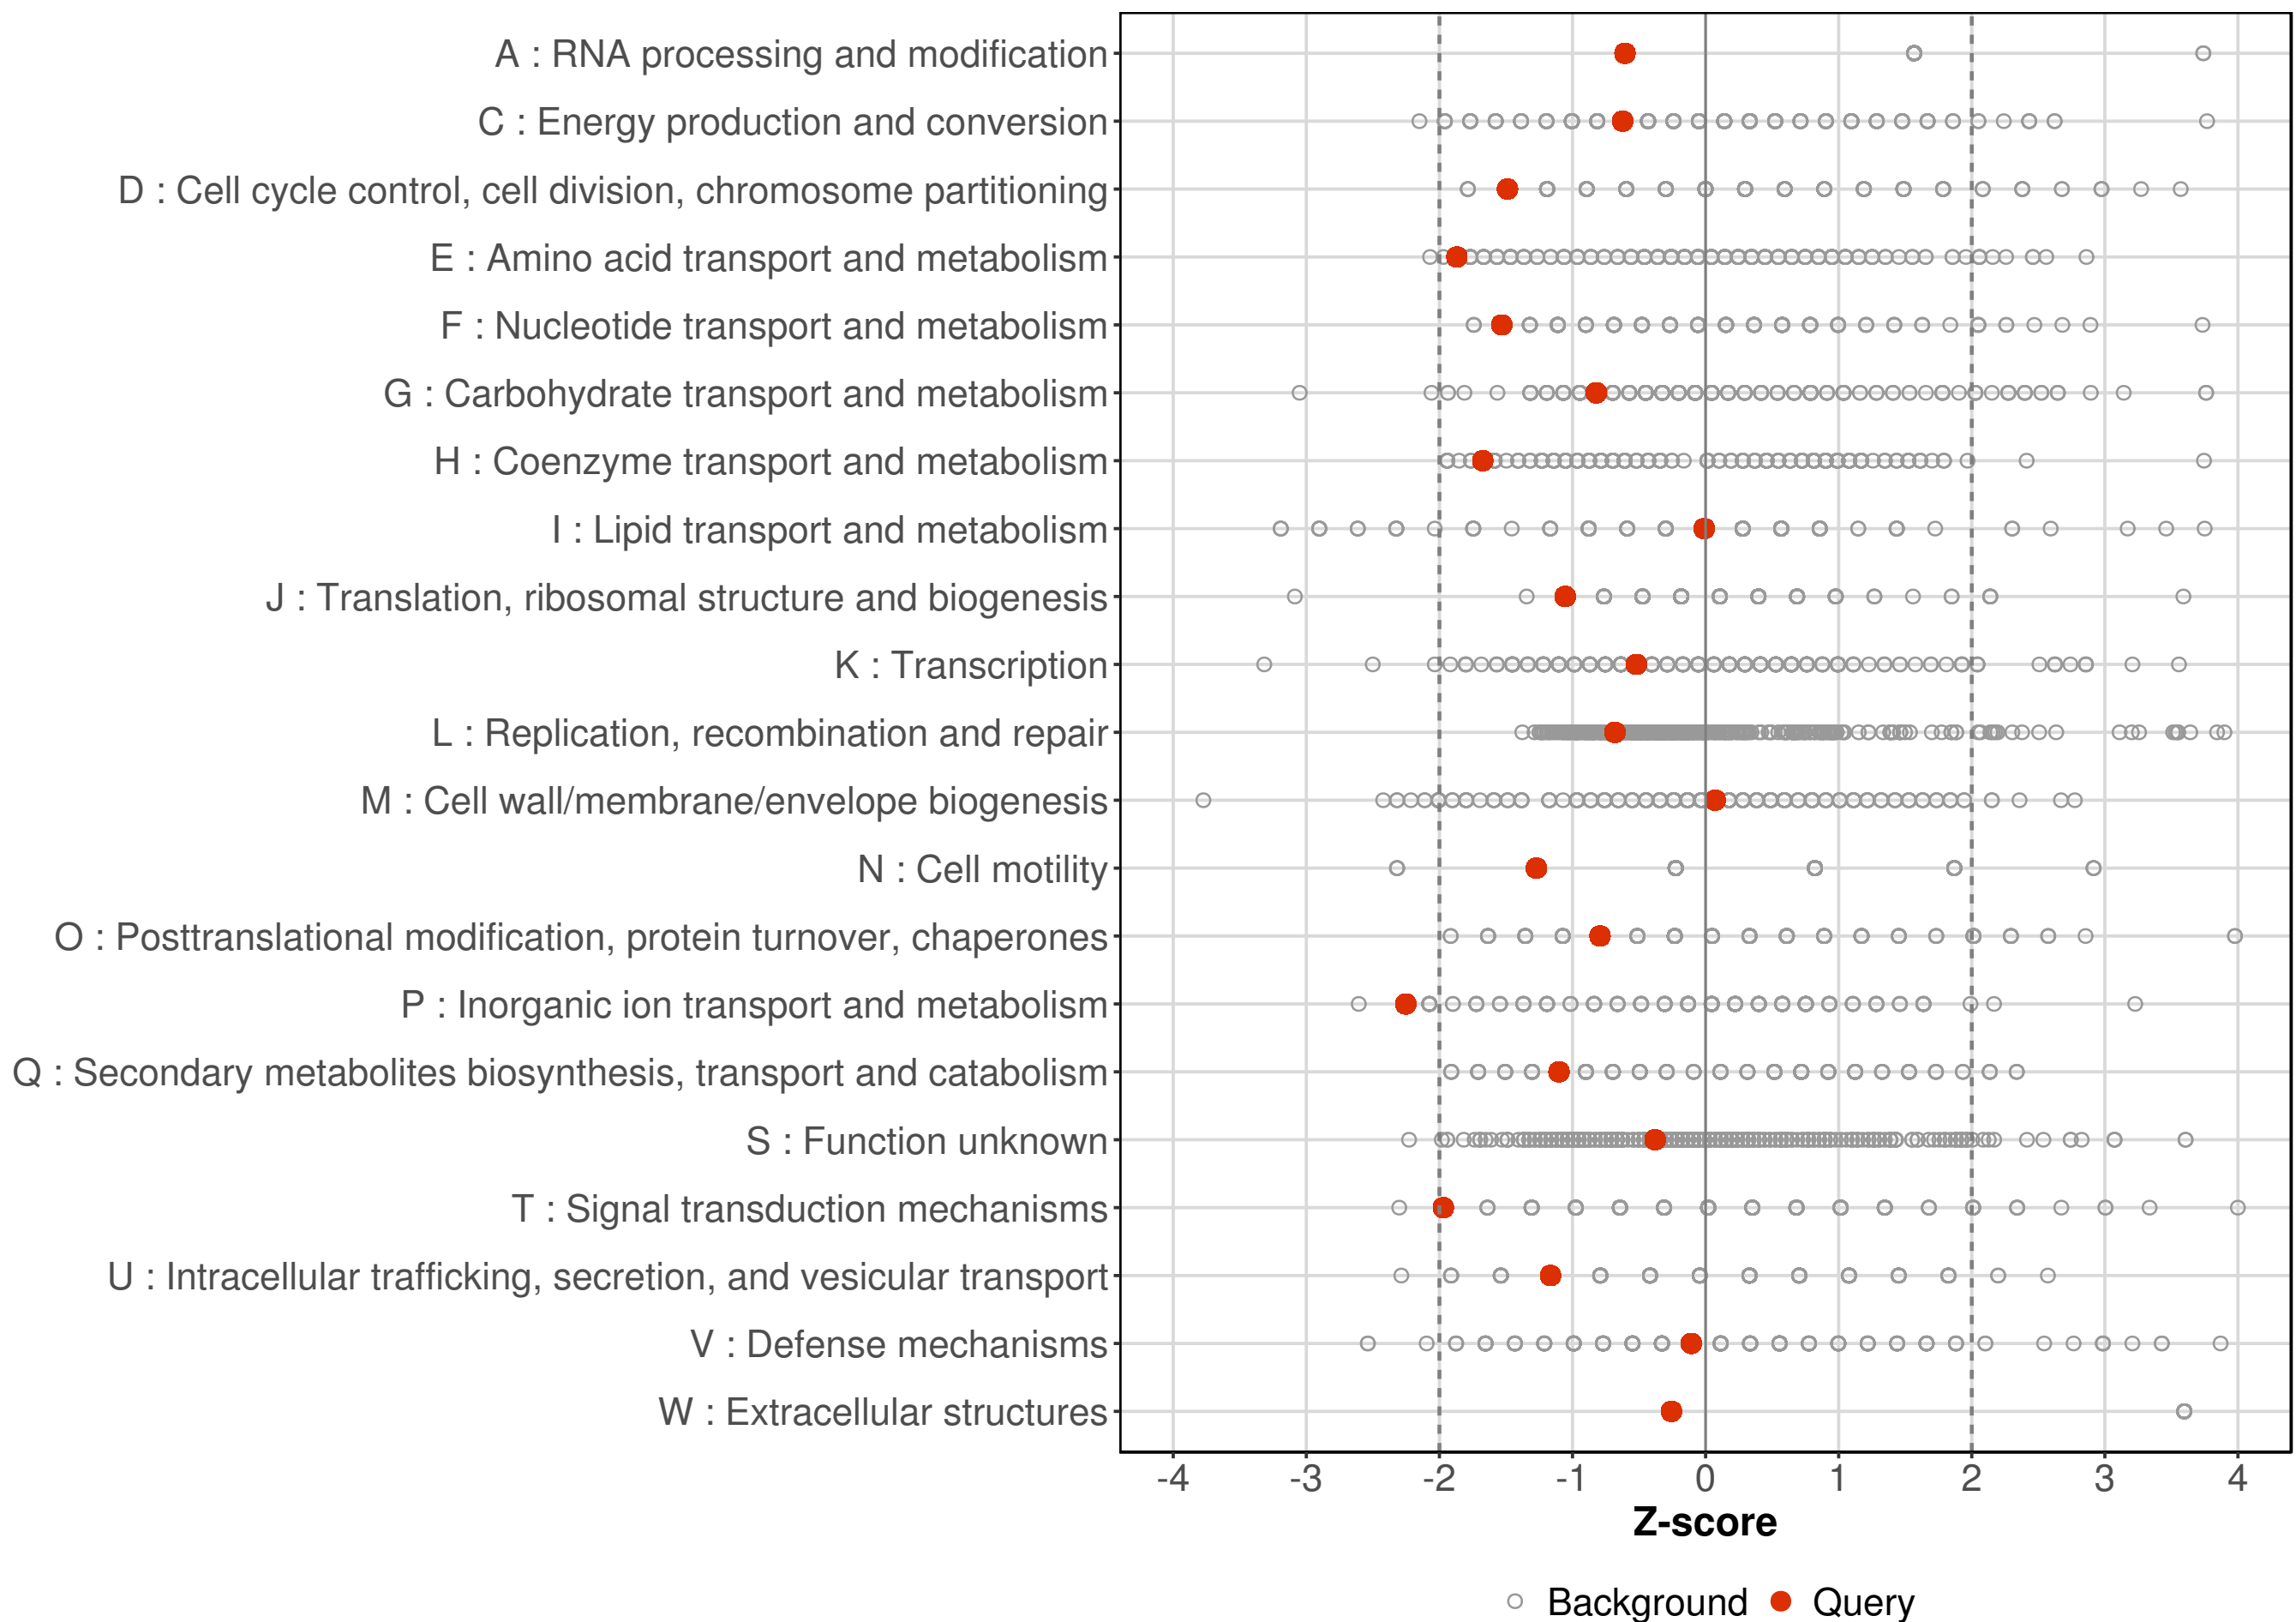 A : RNA processing and modification
C : Energy production and conversion
D : Cell cycle control, cell division, chromosome partitioning
E : Amino acid transport and metabolism
F : Nucleotide transport and metabolism
G : Carbohydrate transport and metabolism
H : Coenzyme transport and metabolism
I : Lipid transport and metabolism
J : Translation, ribosomal structure and biogenesis
K : Transcription
L : Replication, recombination and repair
M : Cell wall/membrane/envelope biogenesis
N : Cell motility
O : Posttranslational modification, protein turnover, chaperones
P : Inorganic ion transport and metabolism
Q : Secondary metabolites biosynthesis, transport and catabolism
S : Function unknown
T : Signal transduction mechanisms
U : Intracellular trafficking, secretion, and vesicular transport
V : Defense mechanisms
W : Extracellular structures
-4 -3 -2 -1 0 1 2 3 4
Z-score
Background Query